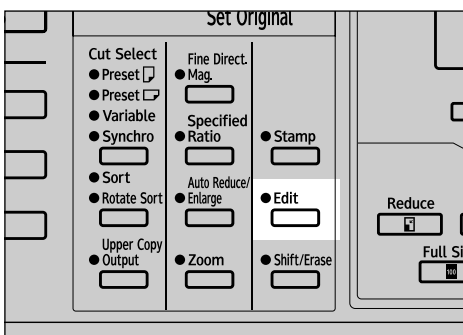 Set Original
Cut Select
Preset
Preset
Variable
Synchro
Sort
Rotate Sort
Upper Copy
Output
Fine Direct.
Mag.
Specified
Ratio
Auto Reduce/
Enlarge
Zoom
Stamp
Edit
Shift/Erase
Reduce
Full Si
100